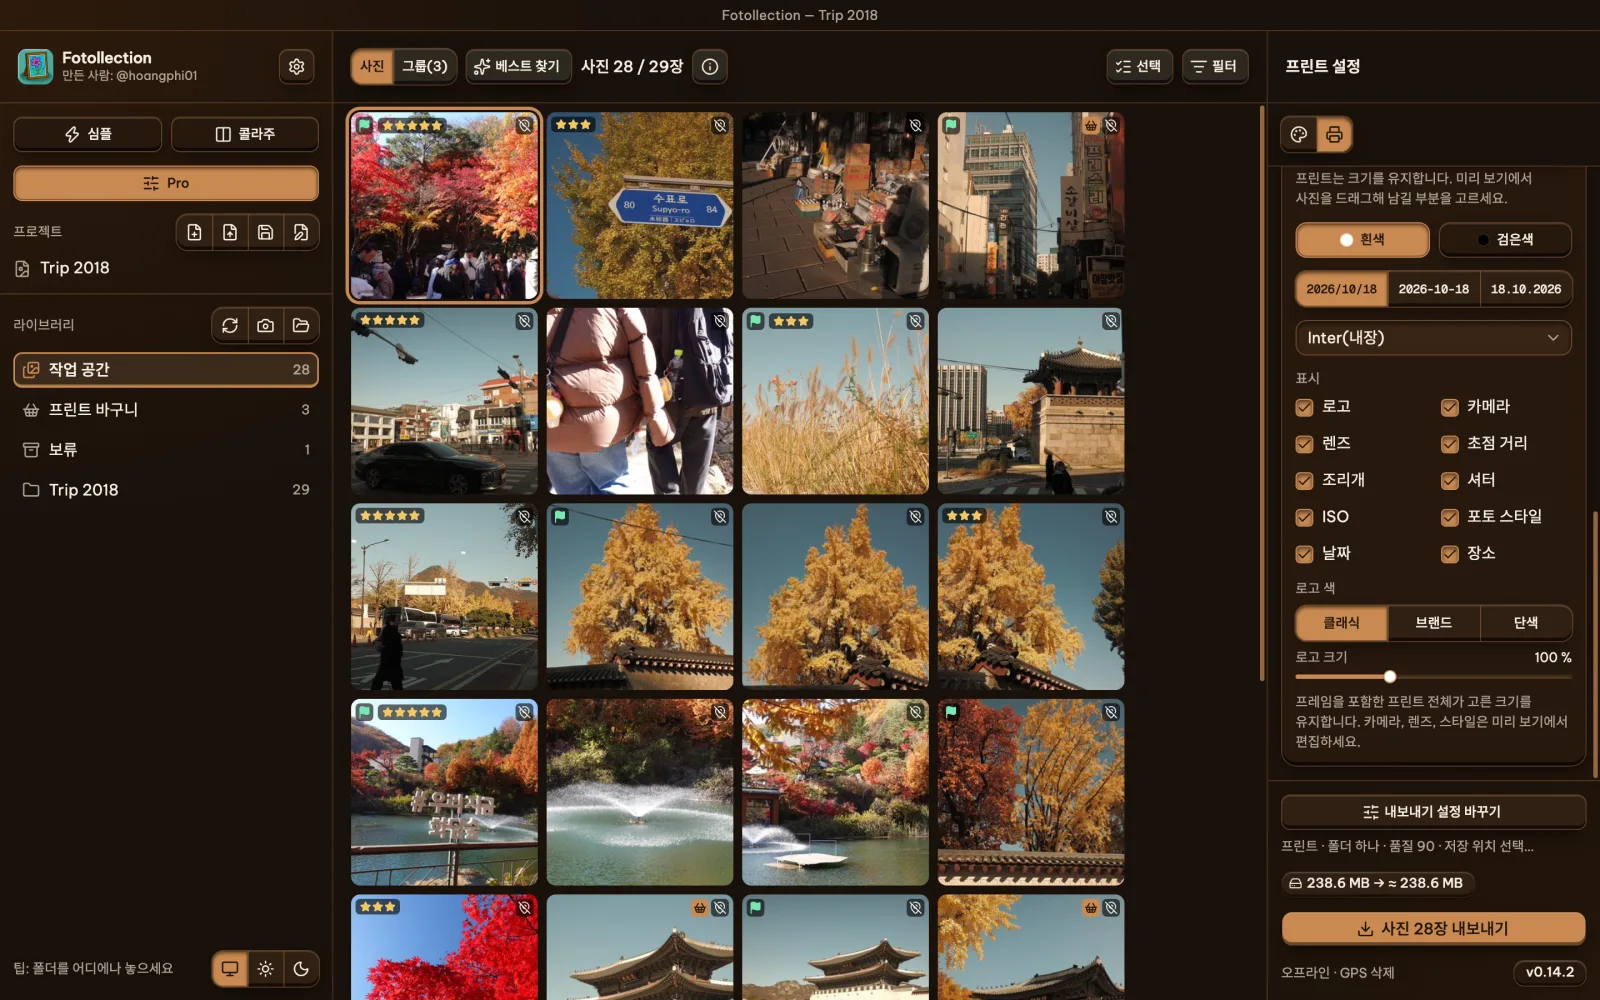 Fotollection — Trip 2018
Fotollection
만든 사람: @hoangphi01
심플
콜라주
Pro
프로젝트
Trip 2018
라이브러리
작업 공간 28
프린트 바구니 3
보류 1
Trip 2018 29
팁: 폴더를 어디에나 놓으세요
사진
그룹(3)
베스트 찾기
사진 28 / 29장
선택
필터
80 수표로 84
Supyo-ro
프린트 설정
프린트는 크기를 유지합니다. 미리 보기에서
사진을 드래그해 남길 부분을 고르세요.
흰색
검은색
2026/10/18
2026-10-18
18.10.2026
Inter(내장)
표시
로고
카메라
렌즈
초점 거리
조리개
셔터
ISO
포토 스타일
날짜
장소
로고 색
클래식
브랜드
단색
로고 크기 100 %
프레임을 포함한 프린트 전체가 고른 크기를
유지합니다. 카메라, 렌즈, 스타일은 미리 보기에서
편집하세요.
내보내기 설정 바꾸기
프린트 · 폴더 하나 · 품질 90 · 저장 위치 선택...
238.6 MB → ≈ 238.6 MB
사진 28장 내보내기
오프라인 · GPS 삭제
v0.14.2